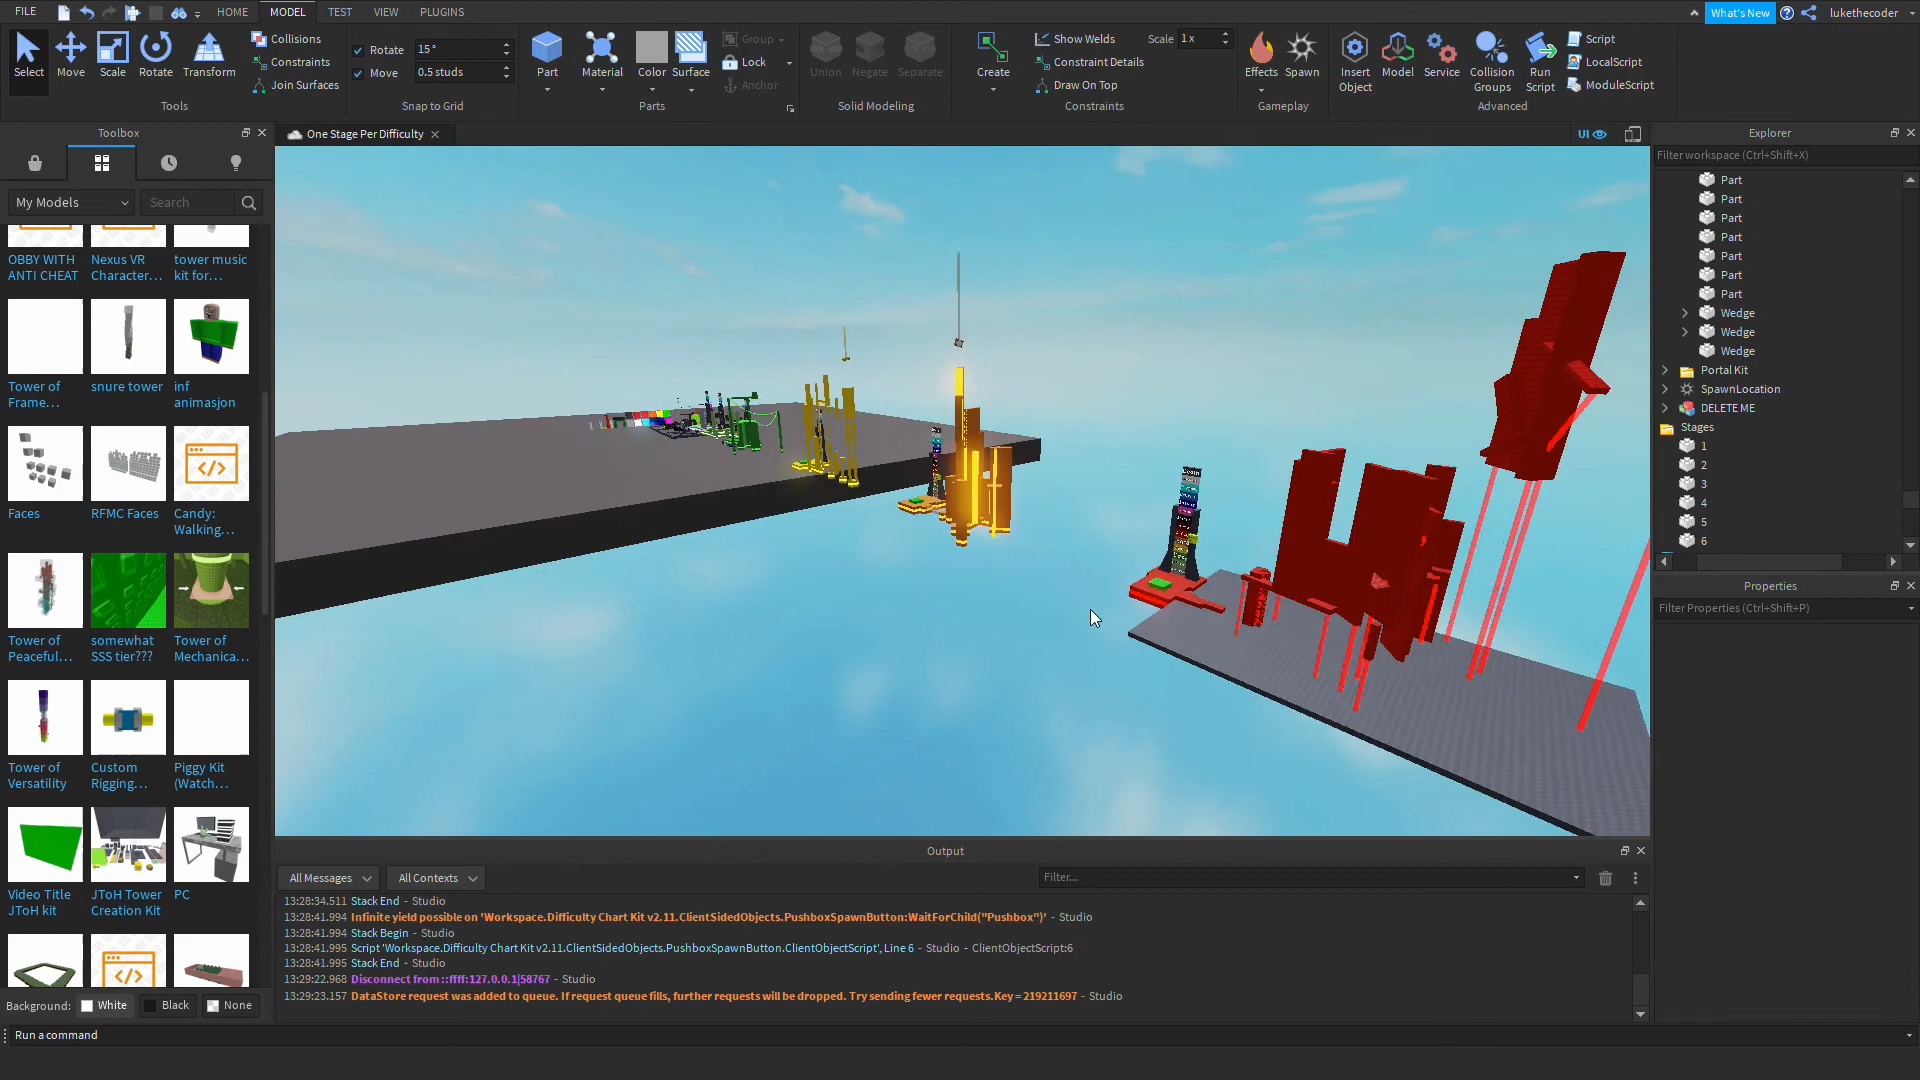 FILE
HOME
MODEL
TEST
VIEW
PLUGINS
What's New
lukethecoder
Select
Move
Scale
Rotate
Transform
Collisions
Constraints
Join Surfaces
Tools
Rotate
15°
Move
0.5 studs
Snap to Grid
Part
Material
Color
Surface
Group
Lock
Anchor
Parts
Union
Negate
Separate
Solid Modeling
Create
Show Welds
Scale
1 x
Constraint Details
Draw On Top
Constraints
Effects
Spawn
Gameplay
Insert
Object
Model
Service
Collision
Groups
Run
Script
Script
LocalScript
ModuleScript
Advanced
Toolbox
My Models
Search
OBBY WITH
ANTI CHEAT
Nexus VR
Character...
tower music
kit for...
Tower of
Frame...
snure tower
inf
animasjon
Faces
RFMC Faces
Candy:
Walking...
Tower of
Peaceful...
somewhat
SSS tier???
Tower of
Mechanica...
Tower of
Versatility
Custom
Rigging...
Piggy Kit
(Watch...
Video Title
JToH kit
JToH Tower
Creation Kit
PC
Background:
White
Black
None
One Stage Per Difficulty
UI
Explorer
Filter workspace (Ctrl+Shift+X)
Part
Part
Part
Part
Part
Part
Part
Wedge
Wedge
Wedge
Portal Kit
SpawnLocation
DELETE ME
Stages
1
2
3
4
5
6
Properties
Filter Properties (Ctrl+Shift+P)
Output
All Messages
All Contexts
Filter...
13:28:34.511 Stack End - Studio
13:28:41.994 Infinite yield possible on 'Workspace.Difficulty Chart Kit v2.11.ClientSidedObjects.PushboxSpawnButton:WaitForChild("Pushbox")' - Studio
13:28:41.994 Stack Begin - Studio
13:28:41.995 Script 'Workspace.Difficulty Chart Kit v2.11.ClientSidedObjects.PushboxSpawnButton.ClientObjectScript', Line 6 - Studio - ClientObjectScript:6
13:28:41.995 Stack End - Studio
13:29:22.968 Disconnect from ::ffff:127.0.0.1|58767 - Studio
13:29:23.157 DataStore request was added to queue. If request queue fills, further requests will be dropped. Try sending fewer requests.Key = 219211697 - Studio
Run a command